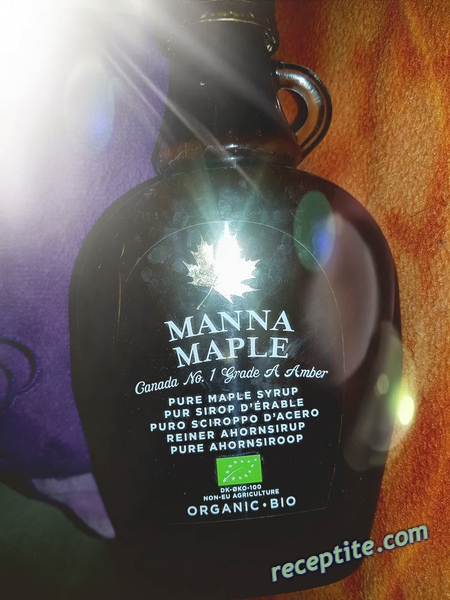 MANNA
MAPLE
Canada No. 1 Grade A Amber
PURE MAPLE SYRUP
PUR SIROP D'ÉRABLE
PURO SCIROPPO D'ACERO
REINER AHORNSIRUP
PURE AHORNSIROOP
DK-ØKO-100
NON-EU AGRICULTURE
ORGANIC • BIO
receptite.com